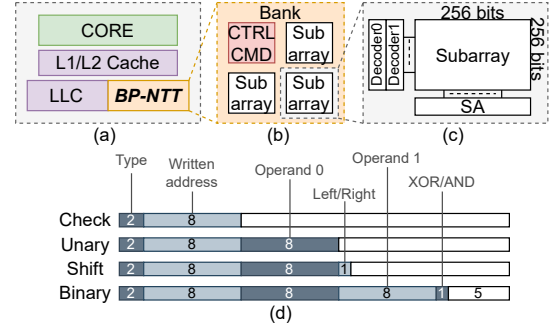 CORE
L1/L2 Cache
LLC
BP-NTT
(a)
Bank
CTRL
CMD
Sub
array
Sub
array
Sub
array
(b)
256 bits
256 bits
Decoder0
Decoder1
Subarray
SA
(c)
Type
Written
address
Operand 0
Left/Right
Operand 1
XOR/AND
Check 2 8
Unary 2 8 8
Shift 2 8 8 1
Binary 2 8 8 8 1 5
(d)